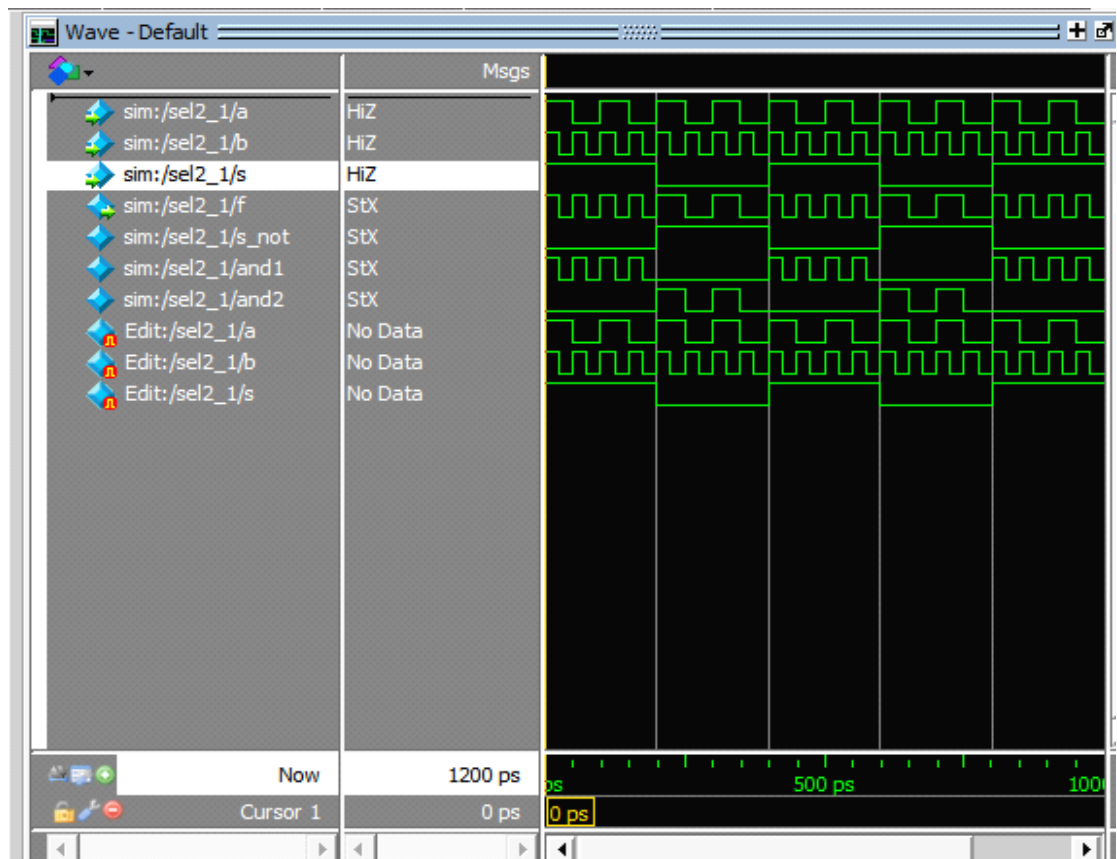 Wave - Default
Msgs
sim:/sel2_1/a HiZ
sim:/sel2_1/b HiZ
sim:/sel2_1/s HiZ
sim:/sel2_1/f StX
sim:/sel2_1/s_not StX
sim:/sel2_1/and1 StX
sim:/sel2_1/and2 StX
Edit:/sel2_1/a No Data
Edit:/sel2_1/b No Data
Edit:/sel2_1/s No Data
Now 1200 ps ps 500 ps 100
Cursor 1 0 ps 0 ps